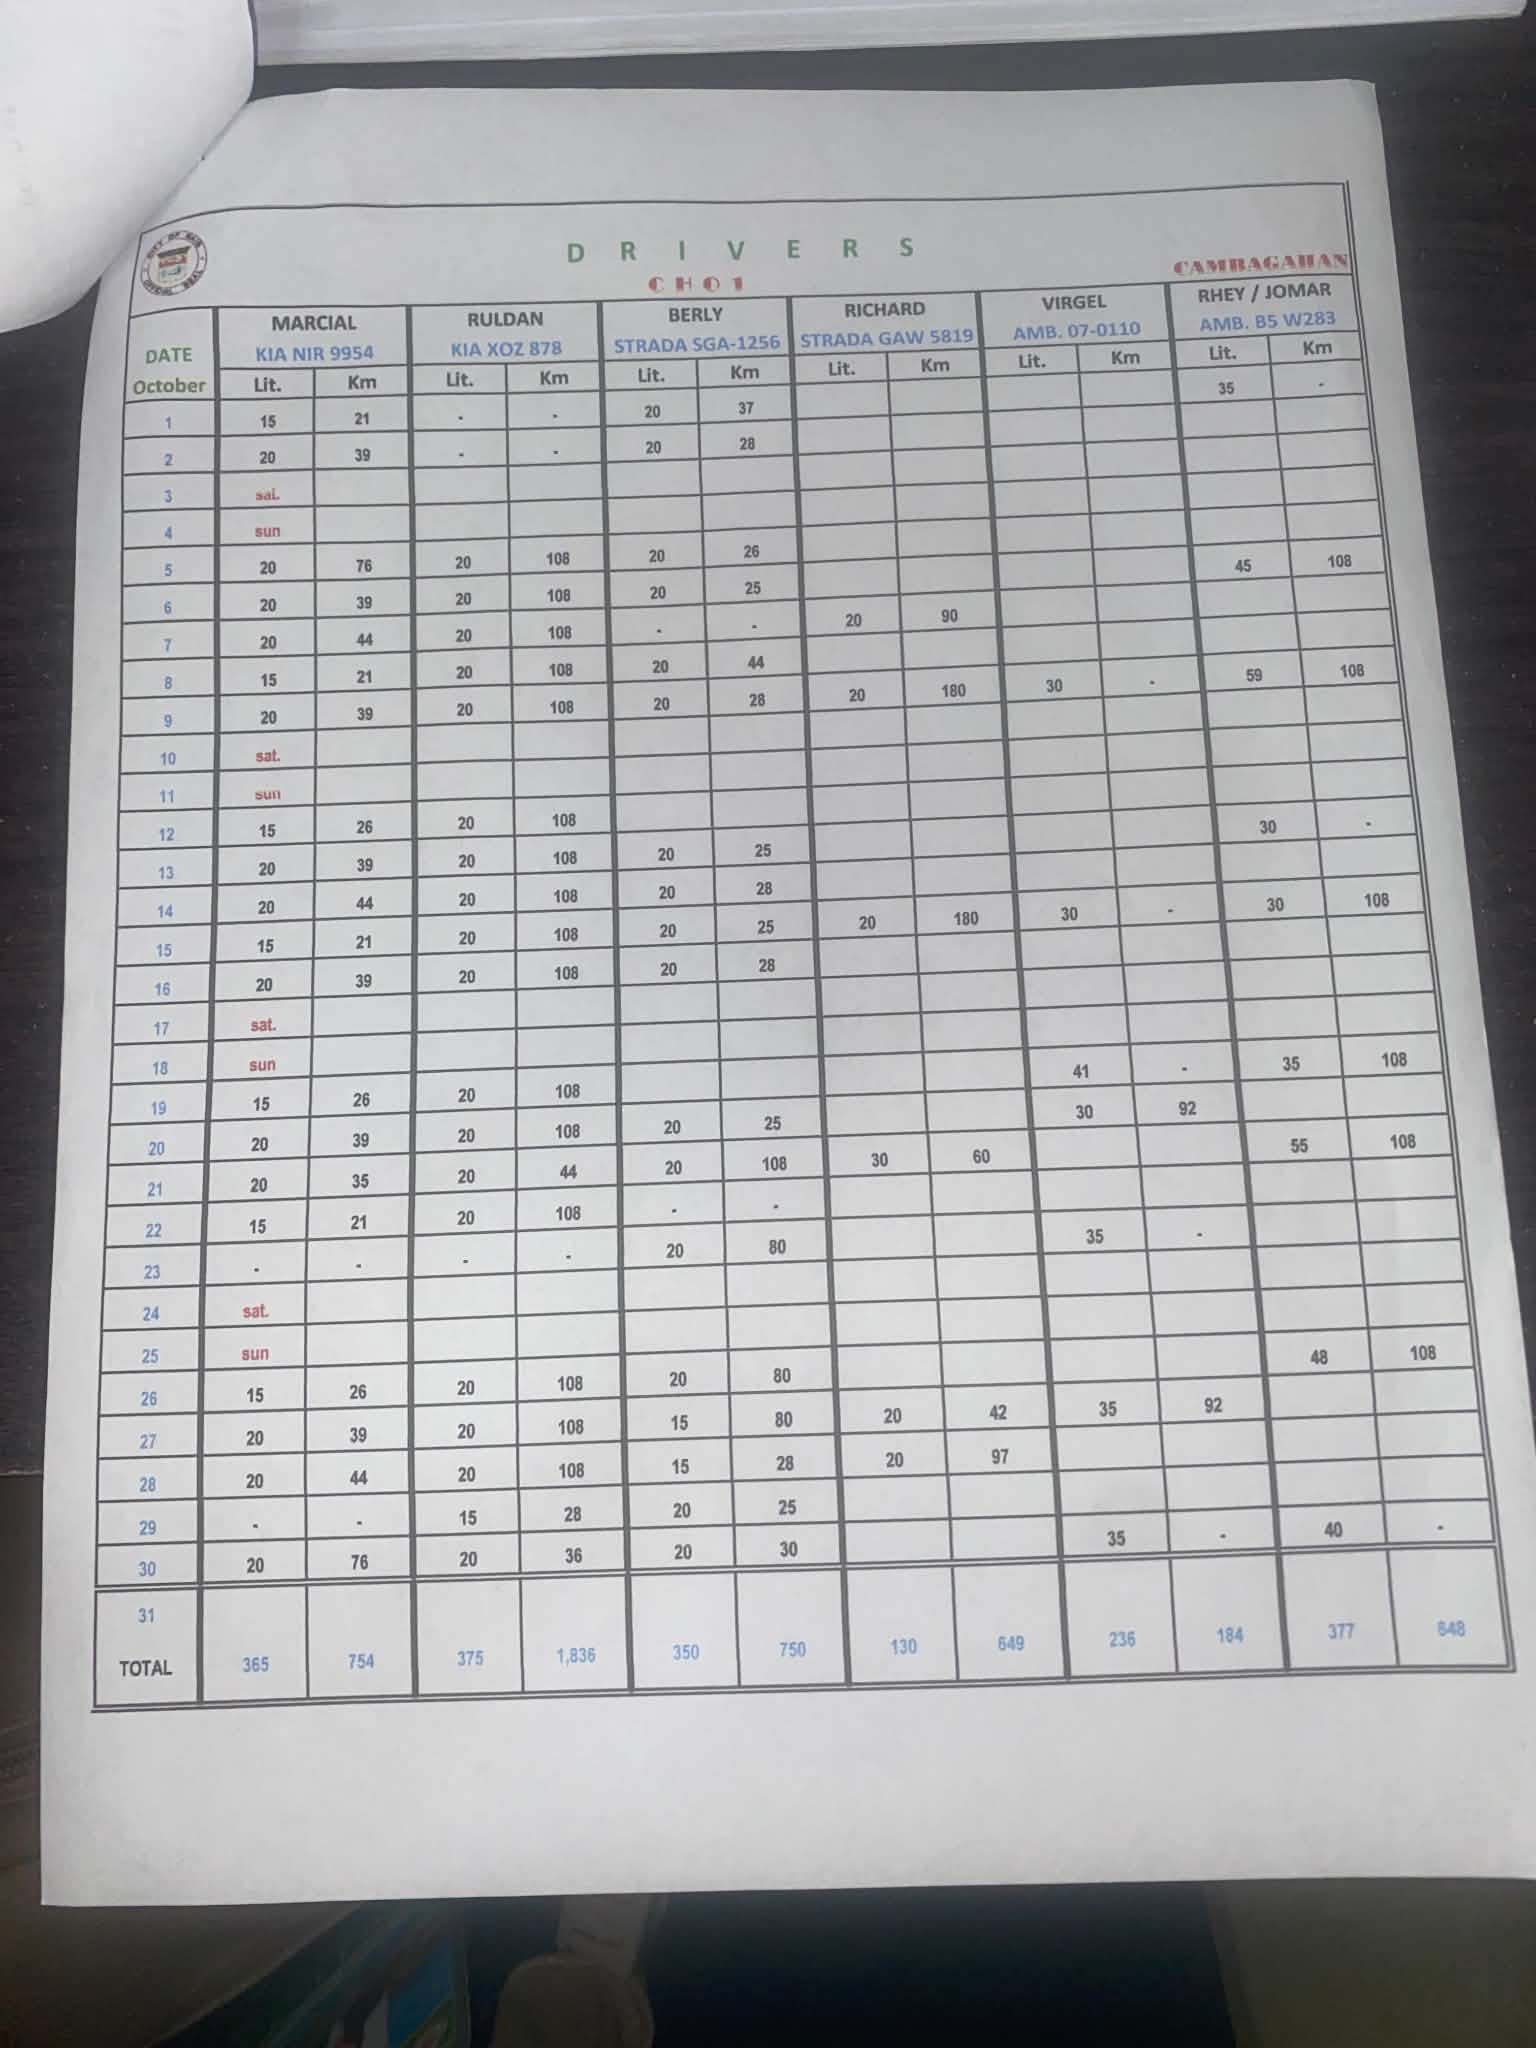 D R I V E R S
CHO1
CAMBAGAHAN
MARCIAL RULDAN BERLY RICHARD VIRGEL RHEY / JOMAR
DATE KIA NIR 9954 KIA XOZ 878 STRADA SGA-1256 STRADA GAW 5819 AMB. 07-0110 AMB. B5 W283
October Lit. Km Lit. Km Lit. Km Lit. Km Lit. Km Lit. Km
1 15 21 - - 20 37 35 -
2 20 39 - - 20 28
3 sat.
4 sun
5 20 76 20 108 20 26
6 20 39 20 108 20 25 45 108
7 20 44 20 108 - - 20 90
8 15 21 20 108 20 44
9 20 39 20 108 20 28 20 180 30 - 59 108
10 sat.
11 sun
12 15 26 20 108
13 20 39 20 108 20 25 30 -
14 20 44 20 108 20 28
15 15 21 20 108 20 25 20 180 30 - 30 108
16 20 39 20 108 20 28
17 sat.
18 sun
19 15 26 20 108 41 - 35 108
20 20 39 20 108 20 25 30 92
21 20 35 20 44 20 108 30 60 55 108
22 15 21 20 108 - -
23 - - - - 20 80 35 -
24 sat.
25 sun
26 15 26 20 108 20 80 48 108
27 20 39 20 108 15 80 20 42 35 92
28 20 44 20 108 15 28 20 97
29 - - 15 28 20 25
30 20 76 20 36 20 30 35 - 40 -
31
TOTAL 365 754 375 1,836 350 750 130 649 236 184 377 648